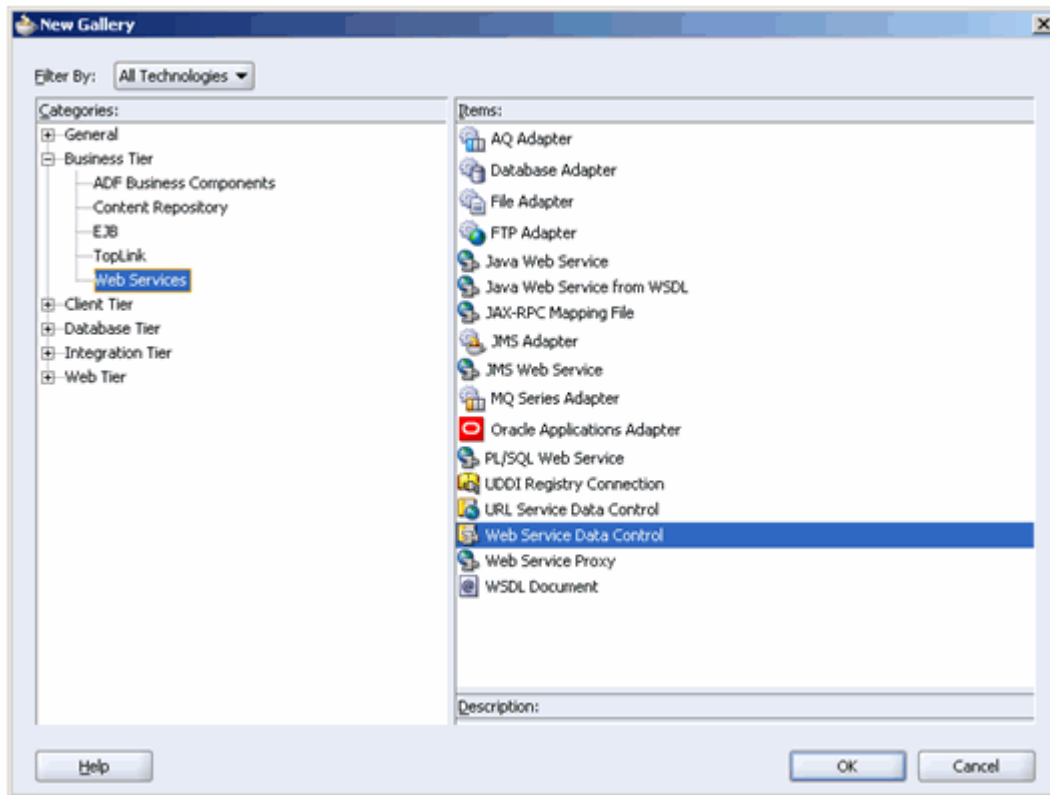 New Gallery
Filter By: All Technologies
Categories:
General
Business Tier
ADF Business Components
Content Repository
EJB
TopLink
Web Services
Client Tier
Database Tier
Integration Tier
Web Tier
Items:
AQ Adapter
Database Adapter
File Adapter
FTP Adapter
Java Web Service
Java Web Service from WSDL
JAX-RPC Mapping File
JMS Adapter
JMS Web Service
MQ Series Adapter
Oracle Applications Adapter
PL/SQL Web Service
UDDI Registry Connection
URL Service Data Control
Web Service Data Control
Web Service Proxy
WSDL Document
Description:
Help
OK
Cancel